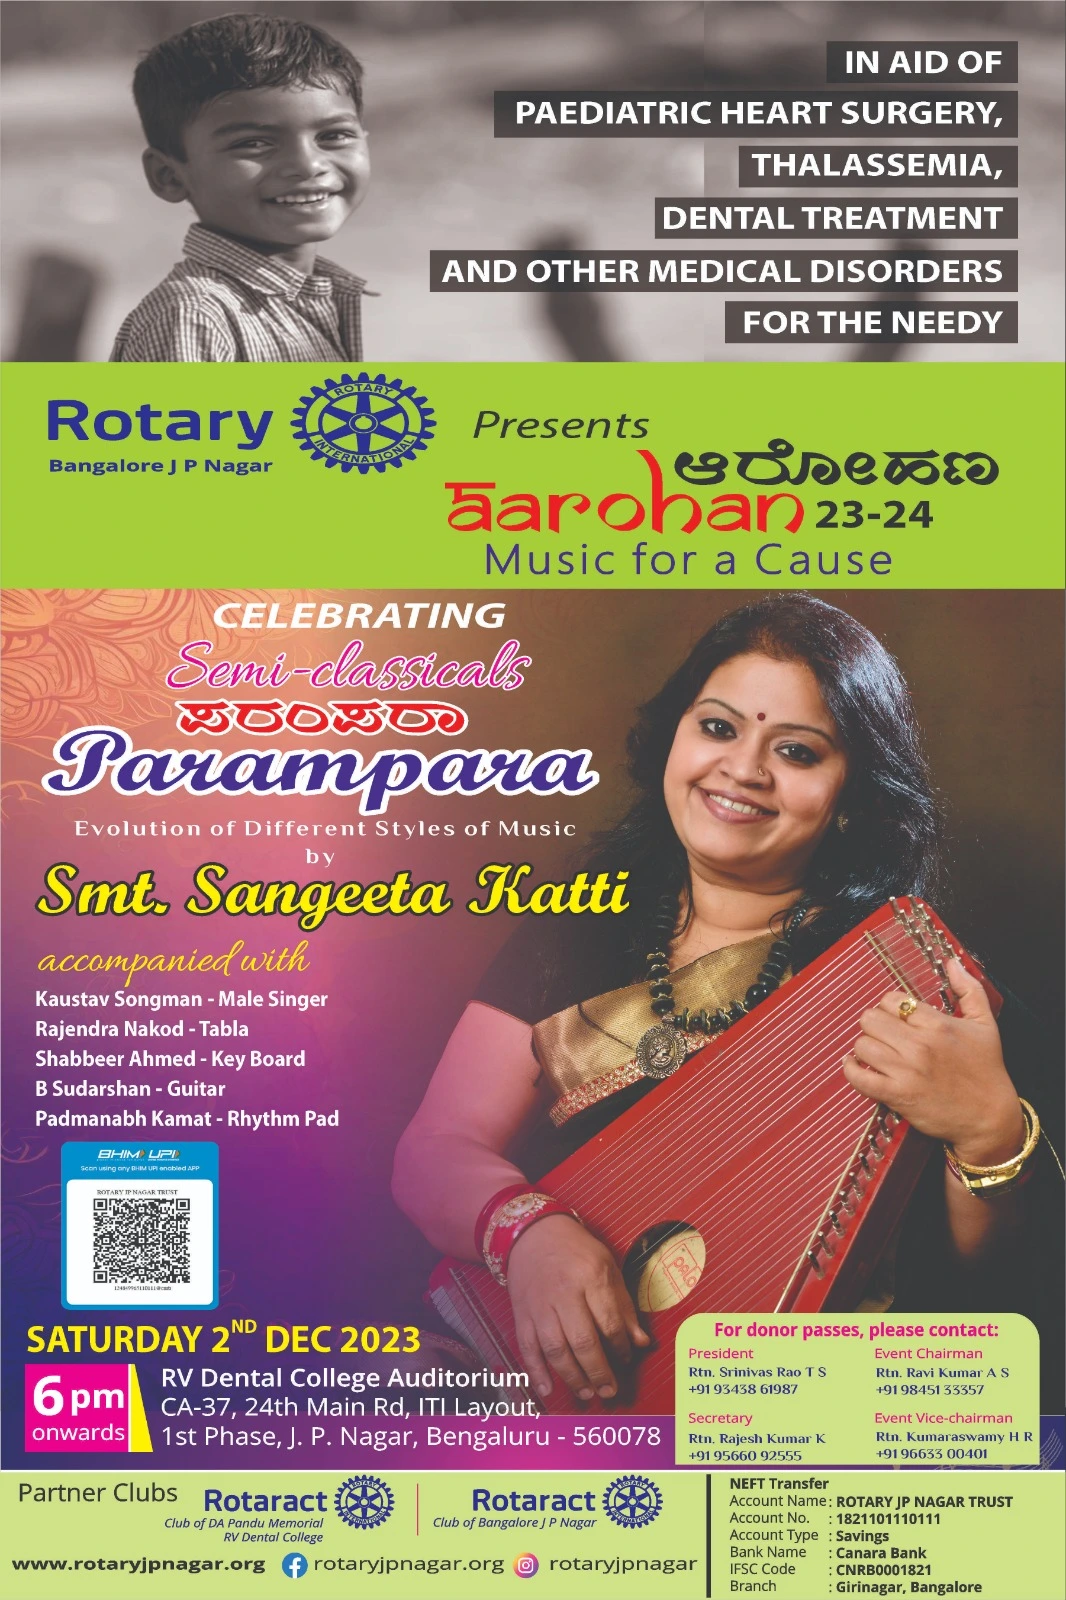 IN AID OF
PAEDIATRIC HEART SURGERY,
THALASSEMIA,
DENTAL TREATMENT
AND OTHER MEDICAL DISORDERS
FOR THE NEEDY
Rotary
Bangalore J P Nagar
ROTARY
INTERNATIONAL
Presents
ಆರೋಹಣ
aarohan 23-24
Music for a Cause
CELEBRATING
Semi-classicals
ಪರಂಪರಾ
Parampara
Evolution of Different Styles of Music
by
Smt. Sangeeta Katti
accompanied with
Kaustav Songman - Male Singer
Rajendra Nakod - Tabla
Shabbeer Ahmed - Key Board
B Sudarshan - Guitar
Padmanabh Kamat - Rhythm Pad
BHIM UPI
Scan using any BHIM UPI enabled APP
ROTARY JP NAGAR TRUST
SATURDAY 2ND DEC 2023
6 pm
onwards
RV Dental College Auditorium
CA-37, 24th Main Rd, ITI Layout,
1st Phase, J. P. Nagar, Bengaluru - 560078
For donor passes, please contact:
President
Rtn. Srinivas Rao T S
+91 93438 61987
Event Chairman
Rtn. Ravi Kumar A S
+91 98451 33357
Secretary
Rtn. Rajesh Kumar K
+91 95660 92555
Event Vice-chairman
Rtn. Kumaraswamy H R
+91 96633 00401
Partner Clubs
Rotaract
Club of DA Pandu Memorial
RV Dental College
Rotaract
Club of Bangalore J P Nagar
www.rotaryjpnagar.org
rotaryjpnagar.org
rotaryjpnagar
NEFT Transfer
Account Name : ROTARY JP NAGAR TRUST
Account No. : 1821101110111
Account Type : Savings
Bank Name : Canara Bank
IFSC Code : CNRB0001821
Branch : Girinagar, Bangalore